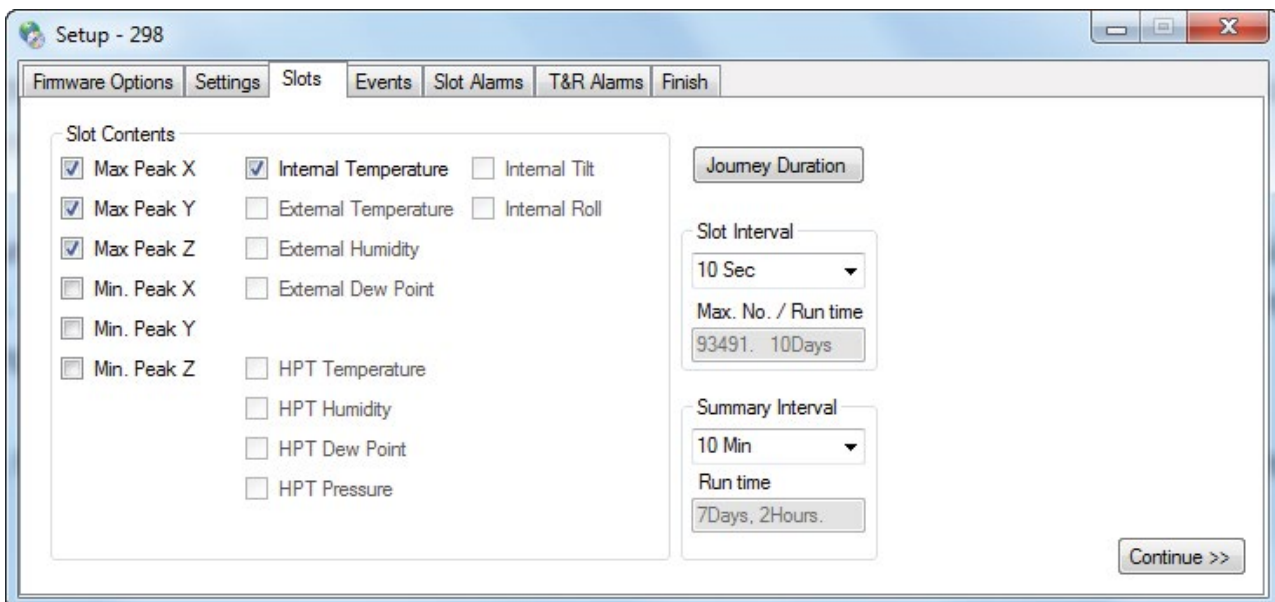 Setup - 298
Firmware Options Settings Slots Events Slot Alarms T&R Alarms Finish
Slot Contents
Max Peak X Internal Temperature Internal Tilt
Max Peak Y External Temperature Internal Roll
Max Peak Z External Humidity
Min. Peak X External Dew Point
Min. Peak Y
Min. Peak Z HPT Temperature
HPT Humidity
HPT Dew Point
HPT Pressure
Journey Duration
Slot Interval
10 Sec
Max. No. / Run time
93491. 10Days
Summary Interval
10 Min
Run time
7Days, 2Hours.
Continue >>